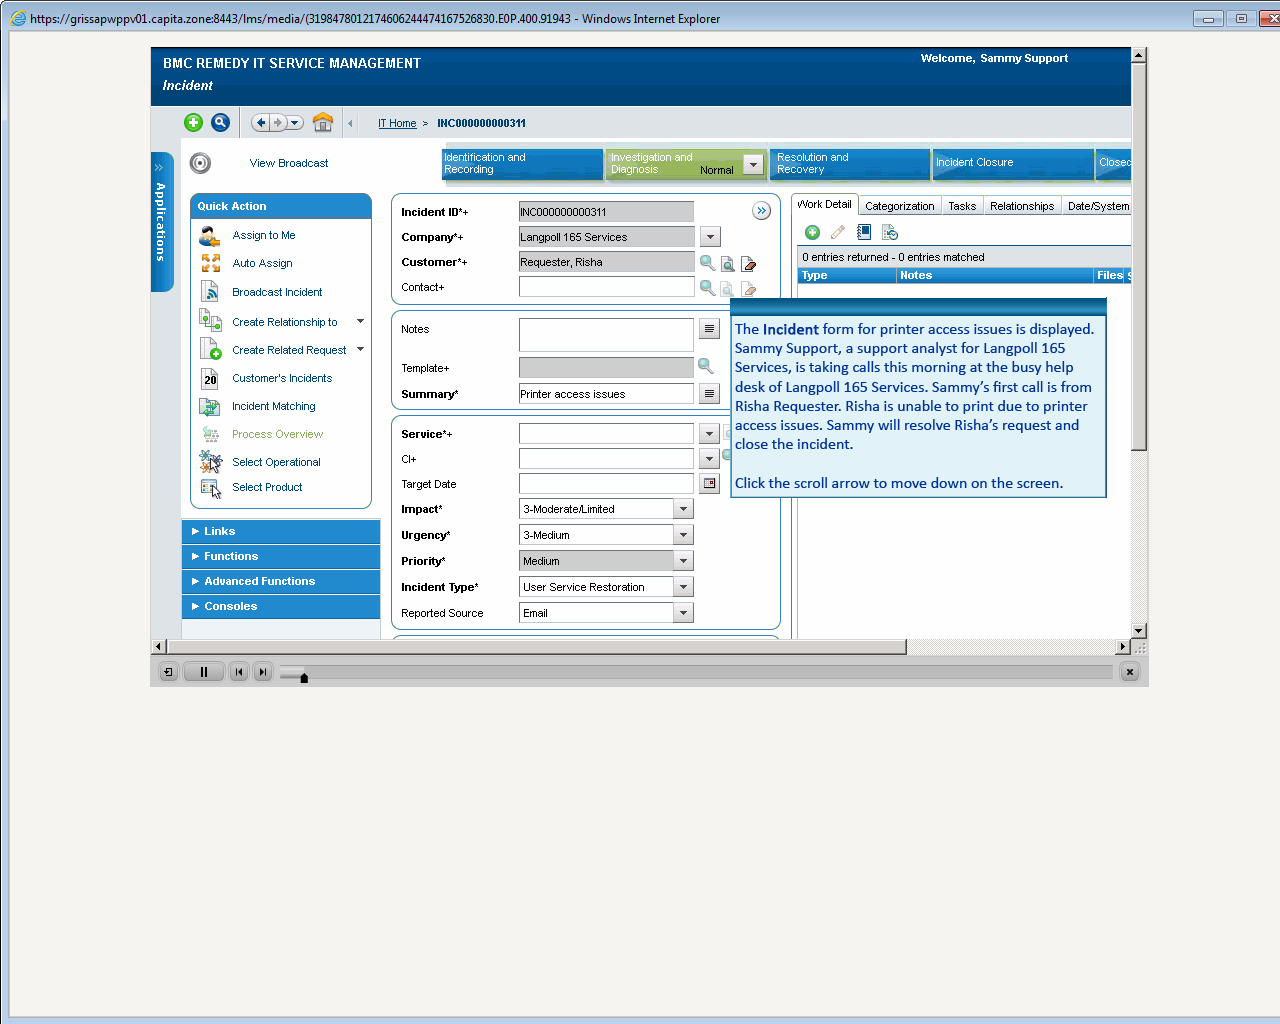 https://grissapwppv01.capita.zone:8443/lms/media/(3198478012174606244474167526830.E0P.400.91943 - Windows Internet Explorer
BMC REMEDY IT SERVICE MANAGEMENT
Welcome, Sammy Support
Incident
IT Home > INC000000000311
View Broadcast
Identification and
Recording
Investigation and
Diagnosis
Normal
Resolution and
Recovery
Incident Closure
Closed
Applications
Quick Action
Assign to Me
Auto Assign
Broadcast Incident
Create Relationship to
Create Related Request
20
Customer's Incidents
Incident Matching
Process Overview
Select Operational
Select Product
Links
Functions
Advanced Functions
Consoles
Incident ID*+ INC000000000311
Company*+ Langpoll 165 Services
Customer*+ Requester, Risha
Contact+
Notes
Template+
Summary* Printer access issues
Service*+
CI+
Target Date
Impact* 3-Moderate/Limited
Urgency* 3-Medium
Priority* Medium
Incident Type* User Service Restoration
Reported Source Email
Work Detail Categorization Tasks Relationships Date/System
0 entries returned - 0 entries matched
Type Notes Files S
The Incident form for printer access issues is displayed.
Sammy Support, a support analyst for Langpoll 165
Services, is taking calls this morning at the busy help
desk of Langpoll 165 Services. Sammy's first call is from
Risha Requester. Risha is unable to print due to printer
access issues. Sammy will resolve Risha's request and
close the incident.
Click the scroll arrow to move down on the screen.